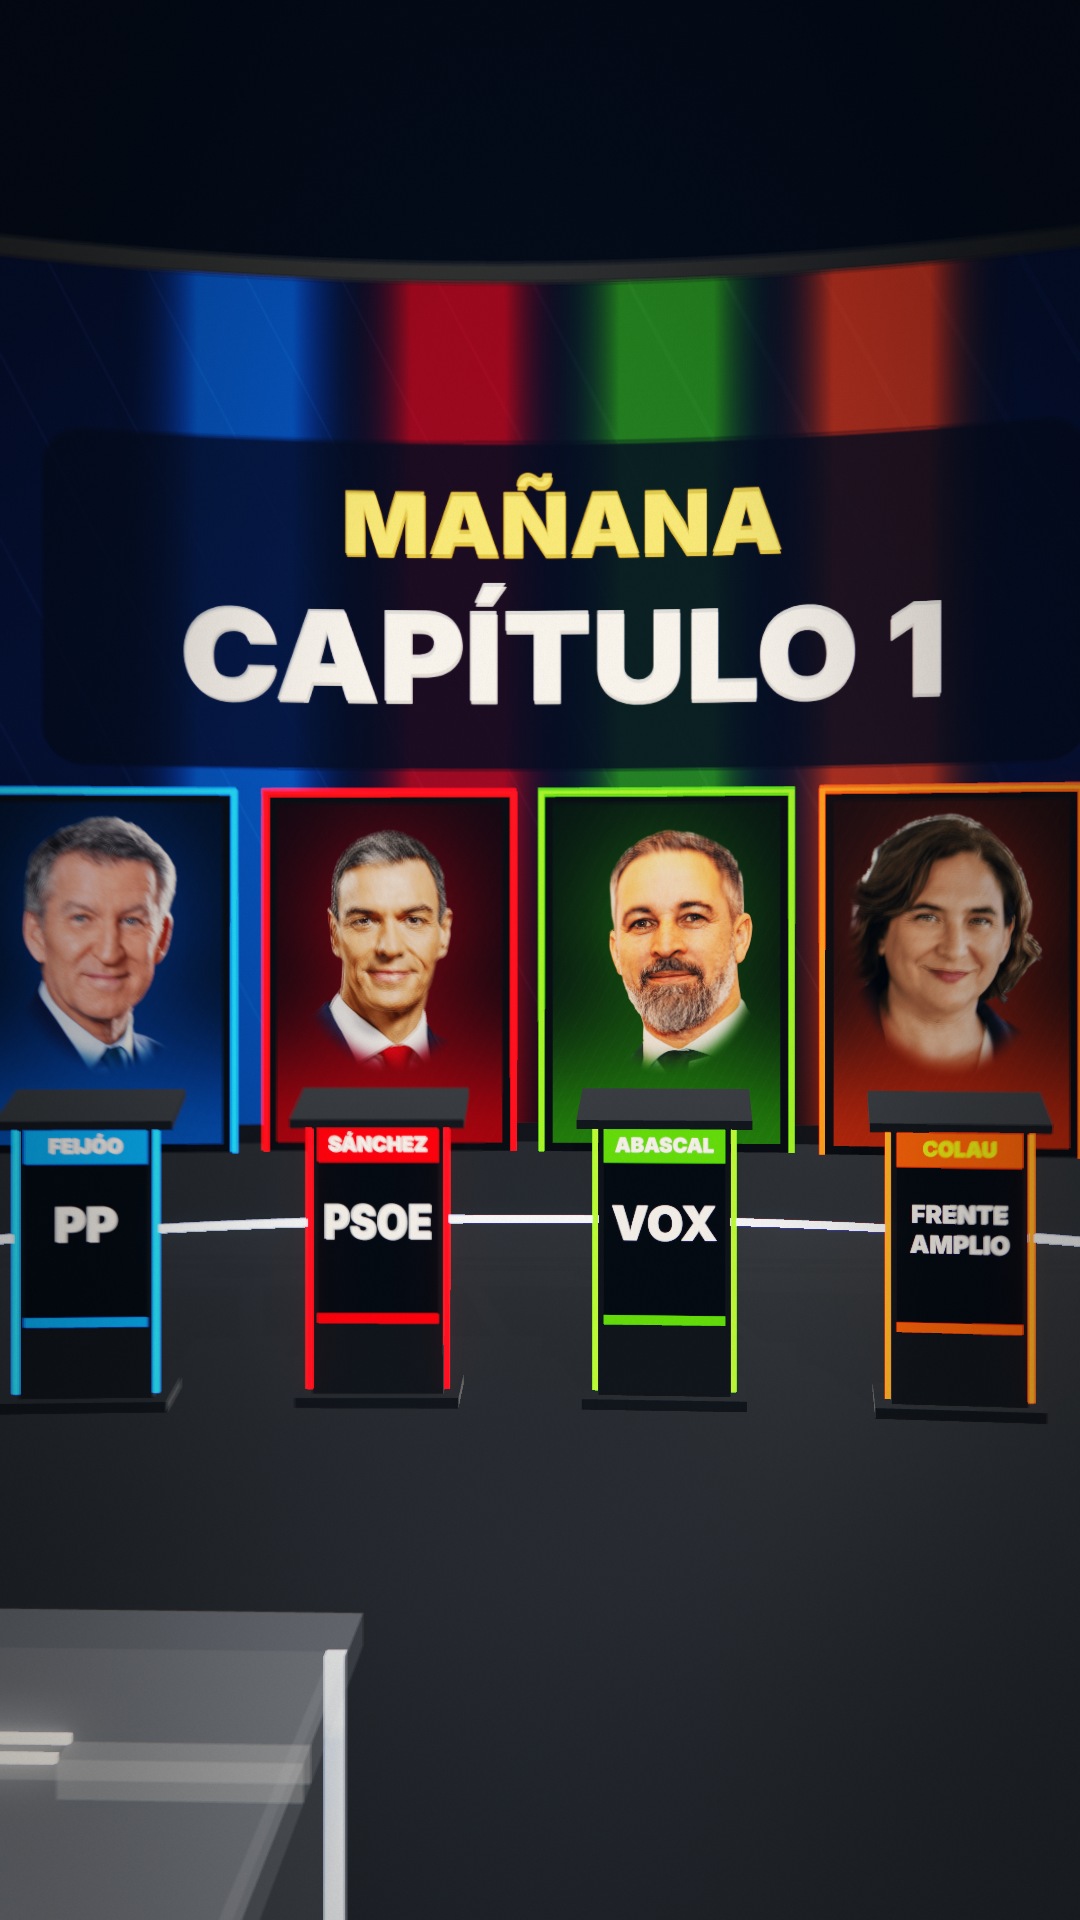 MAÑANA
CAPÍTULO 1
FEIJÓO
SÁNCHEZ
ABASCAL
COLAU
PP
PSOE
VOX
FRENTE
AMPLIO